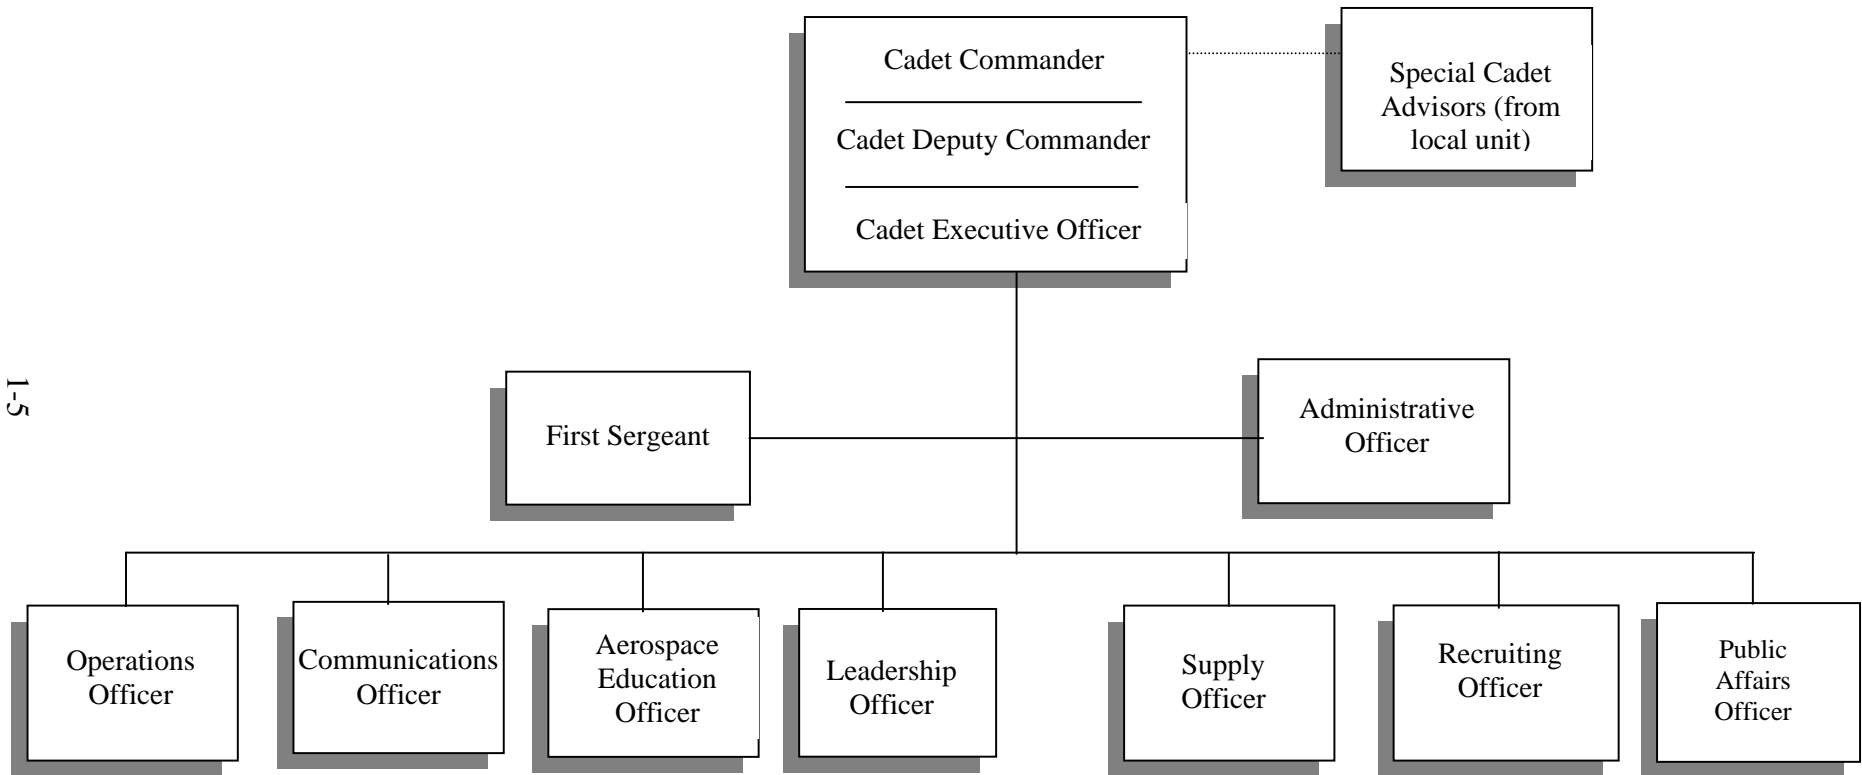 Cadet Commander
Cadet Deputy Commander
Cadet Executive Officer
Special Cadet
Advisors (from
local unit)
1-5
First Sergeant
Administrative
Officer
Operations
Officer
Communications
Officer
Aerospace
Education
Officer
Leadership
Officer
Supply
Officer
Recruiting
Officer
Public
Affairs
Officer